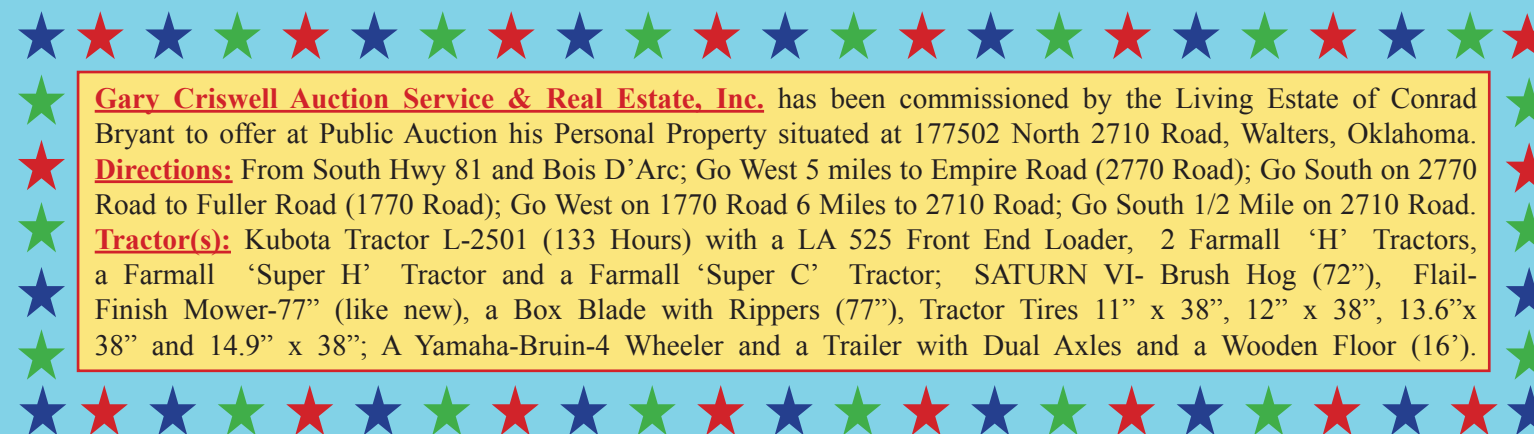 Gary Criswell Auction Service & Real Estate, Inc. has been commissioned by the Living Estate of Conrad
Bryant to offer at Public Auction his Personal Property situated at 177502 North 2710 Road, Walters, Oklahoma.
Directions: From South Hwy 81 and Bois D’Arc; Go West 5 miles to Empire Road (2770 Road); Go South on 2770
Road to Fuller Road (1770 Road); Go West on 1770 Road 6 Miles to 2710 Road; Go South 1/2 Mile on 2710 Road.
Tractor(s): Kubota Tractor L-2501 (133 Hours) with a LA 525 Front End Loader, 2 Farmall ‘H’ Tractors,
a Farmall ‘Super H’ Tractor and a Farmall ‘Super C’ Tractor; SATURN VI- Brush Hog (72”), Flail-
Finish Mower-77” (like new), a Box Blade with Rippers (77”), Tractor Tires 11” x 38”, 12” x 38”, 13.6”x
38” and 14.9” x 38”; A Yamaha-Bruin-4 Wheeler and a Trailer with Dual Axles and a Wooden Floor (16’).